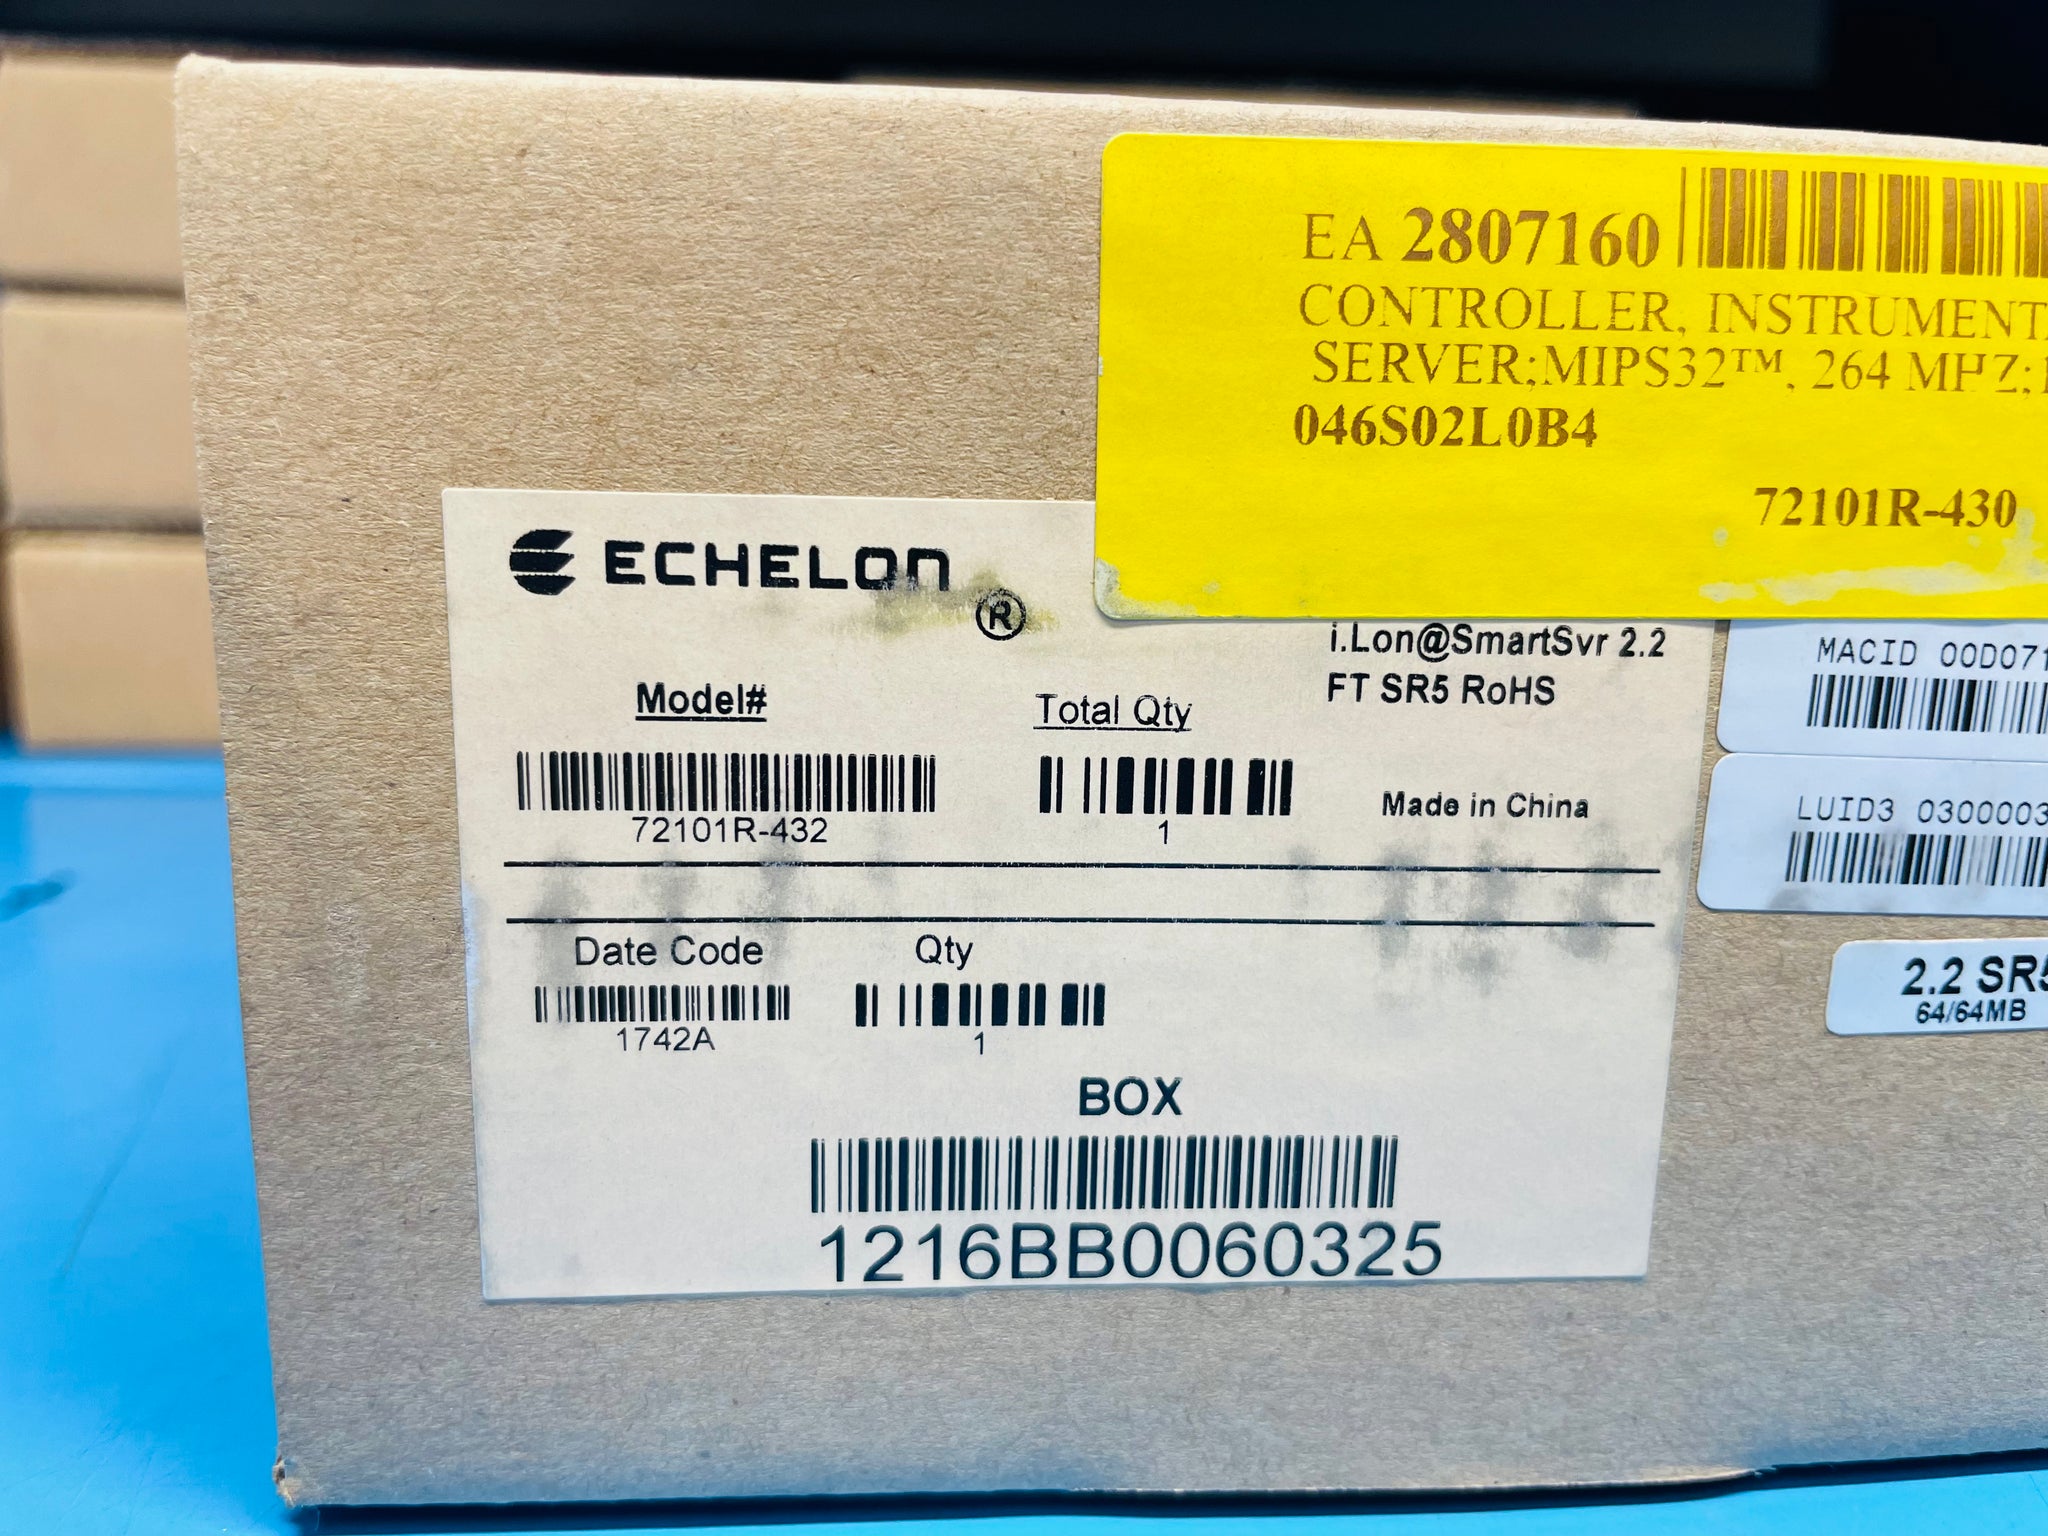 EA 2807160
CONTROLLER, INSTRUMENT
SERVER;MIPS32™, 264 MHZ;
046S02L0B4
72101R-430
ECHELON ®
i.Lon@SmartSvr 2.2
FT SR5 RoHS
Model#
Total Qty
72101R-432
1
Made in China
Date Code
Qty
1742A
1
BOX
1216BB0060325
MACID 00D071
LUID3 0300003
2.2 SR5
64/64MB